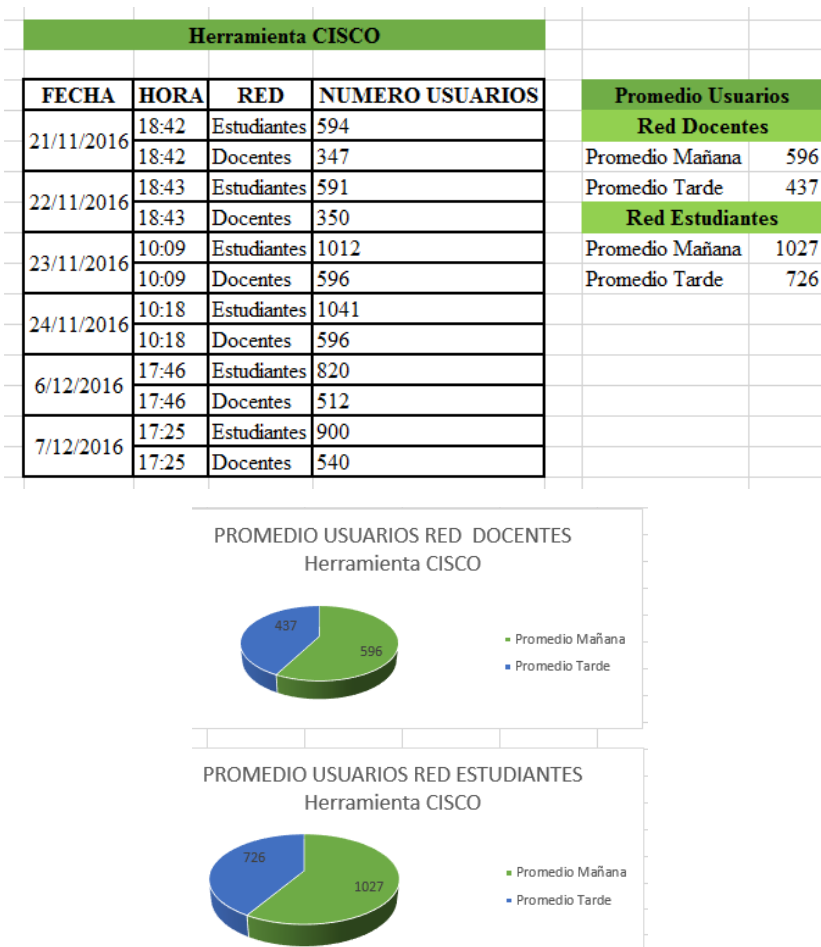 Herramienta CISCO
FECHA HORA RED NUMERO USUARIOS
21/11/2016 18:42 Estudiantes 594
18:42 Docentes 347
22/11/2016 18:43 Estudiantes 591
18:43 Docentes 350
23/11/2016 10:09 Estudiantes 1012
10:09 Docentes 596
24/11/2016 10:18 Estudiantes 1041
10:18 Docentes 596
6/12/2016 17:46 Estudiantes 820
17:46 Docentes 512
7/12/2016 17:25 Estudiantes 900
17:25 Docentes 540
Promedio Usuarios
Red Docentes
Promedio Mañana 596
Promedio Tarde 437
Red Estudiantes
Promedio Mañana 1027
Promedio Tarde 726
PROMEDIO USUARIOS RED DOCENTES
Herramienta CISCO
437
596
Promedio Mañana
Promedio Tarde
PROMEDIO USUARIOS RED ESTUDIANTES
Herramienta CISCO
726
1027
Promedio Mañana
Promedio Tarde